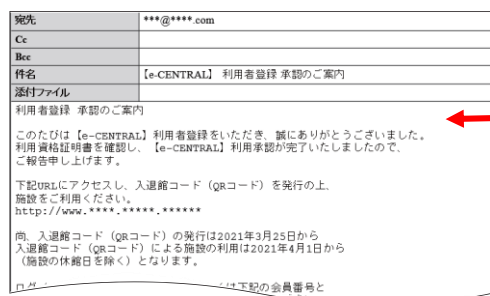 宛先 ***@****.com
Cc
Bcc
件名 【e-CENTRAL】 利用者登録 承認のご案内
添付ファイル
利用者登録 承認のご案内
このたびは【e-CENTRAL】利用者登録をいただき、誠にありがとうございました。
利用資格証明書を確認し、【e-CENTRAL】利用承認が完了いたしましたので、
ご報告申し上げます。
下記URLにアクセスし、入退館コード（QRコード）を発行の上、
施設をご利用ください。
http://www.****.*****.******
尚、入退館コード（QRコード）の発行は2021年3月25日から
入退館コード（QRコード）による施設の利用は2021年4月1日から
（施設の休館日を除く）となります。
は下記の会員番号と